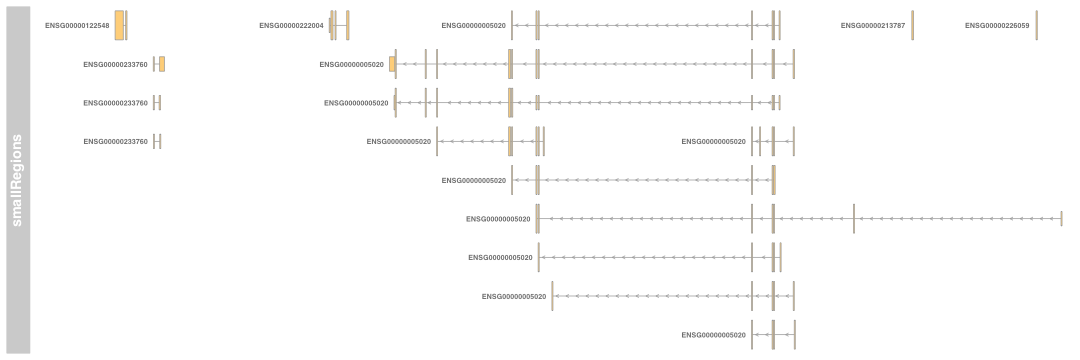 smallRegions
ENSG00000122548 ENSG00000222004 ENSG00000005020 ENSG00000213787 ENSG00000226059
ENSG00000233760 ENSG00000005020
ENSG00000233760 ENSG00000005020
ENSG00000233760 ENSG00000005020 ENSG00000005020
ENSG00000005020
ENSG00000005020
ENSG00000005020
ENSG00000005020
ENSG00000005020